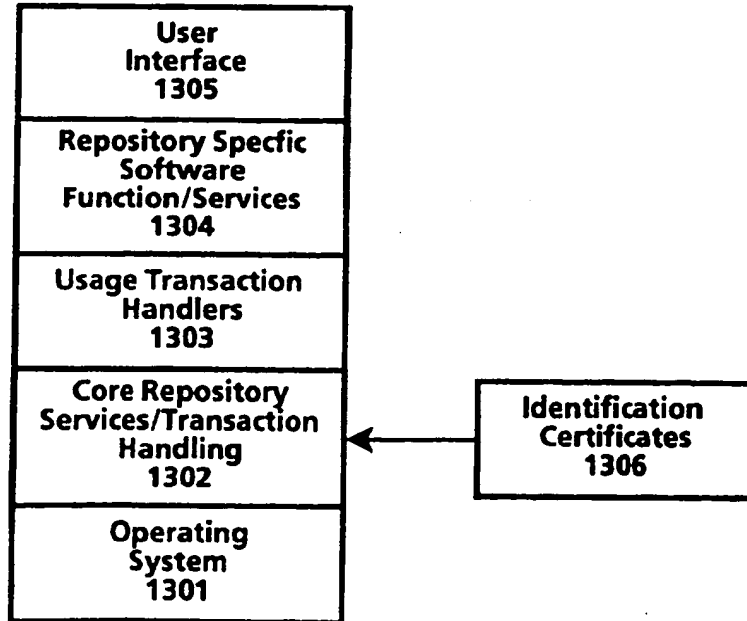 User
Interface
1305
Repository Specfic
Software
Function/Services
1304
Usage Transaction
Handlers
1303
Core Repository
Services/Transaction
Handling
1302
Identification
Certificates
1306
Operating
System
1301